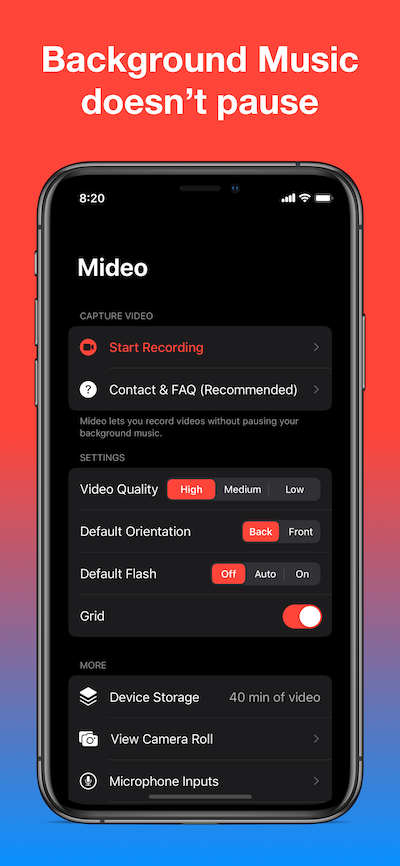 Background Music
doesn’t pause
8:20
Mideo
CAPTURE VIDEO
Start Recording
? Contact & FAQ (Recommended)
Mideo lets you record videos without pausing your
background music.
SETTINGS
Video Quality High Medium Low
Default Orientation Back Front
Default Flash Off Auto On
Grid
MORE
Device Storage 40 min of video
View Camera Roll
Microphone Inputs